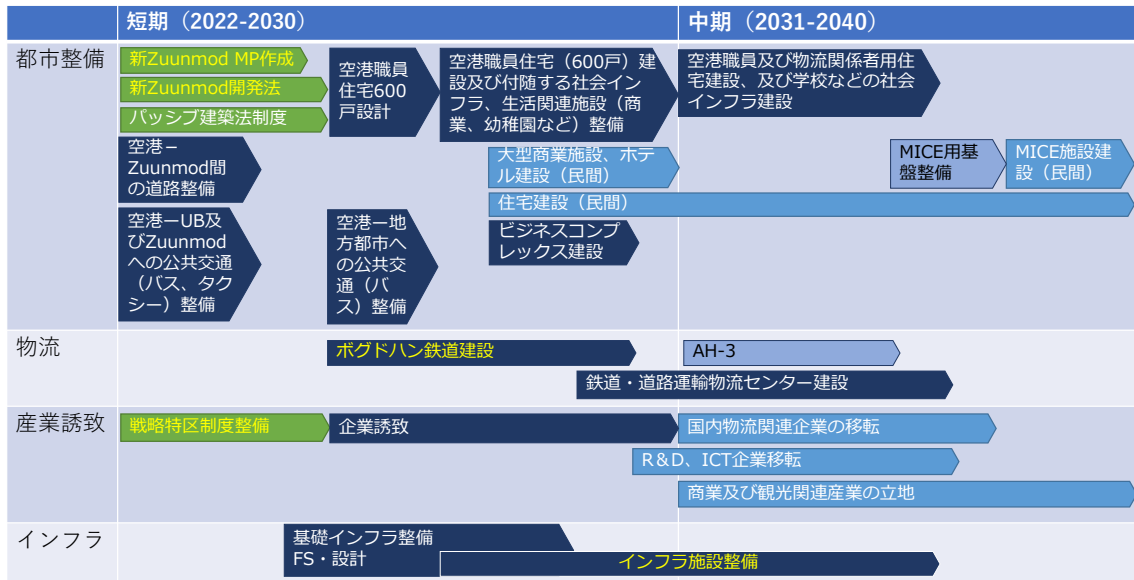 短期（2022-2030）
中期（2031-2040）
都市整備
新Zuunmod MP作成
新Zuunmod開発法
パッシブ建築法制度
空港職員
住宅600
戸設計
空港職員住宅（600戸）建
設及び付随する社会イン
フラ、生活関連施設（商
業、幼稚園など）整備
空港職員及び物流関係者用住
宅建設、及び学校などの社会
インフラ建設
空港－
Zuunmod間
の道路整備
大型商業施設、ホテ
ル建設（民間）
MICE用基
盤整備
MICE施設建
設（民間）
住宅建設（民間）
空港ーUB及
びZuunmod
への公共交通
（バス、タク
シー）整備
空港ー地
方都市へ
の公共交
通（バ
ス）整備
ビジネスコンプ
レックス建設
物流
ボグドハン鉄道建設
AH-3
鉄道・道路運輸物流センター建設
産業誘致
戦略特区制度整備
企業誘致
国内物流関連企業の移転
R＆D、ICT企業移転
商業及び観光関連産業の立地
インフラ
基礎インフラ整備
FS・設計
インフラ施設整備